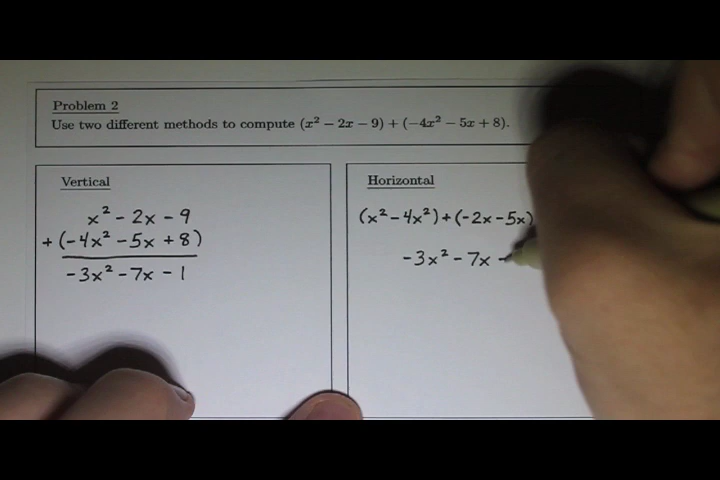 Problem 2
Use two different methods to compute (x² − 2x − 9) + (−4x² − 5x + 8).
Vertical
x² - 2x - 9
+ (-4x² - 5x + 8)
-3x² - 7x - 1
Horizontal
(x² - 4x²) + (-2x - 5x)
-3x² - 7x -